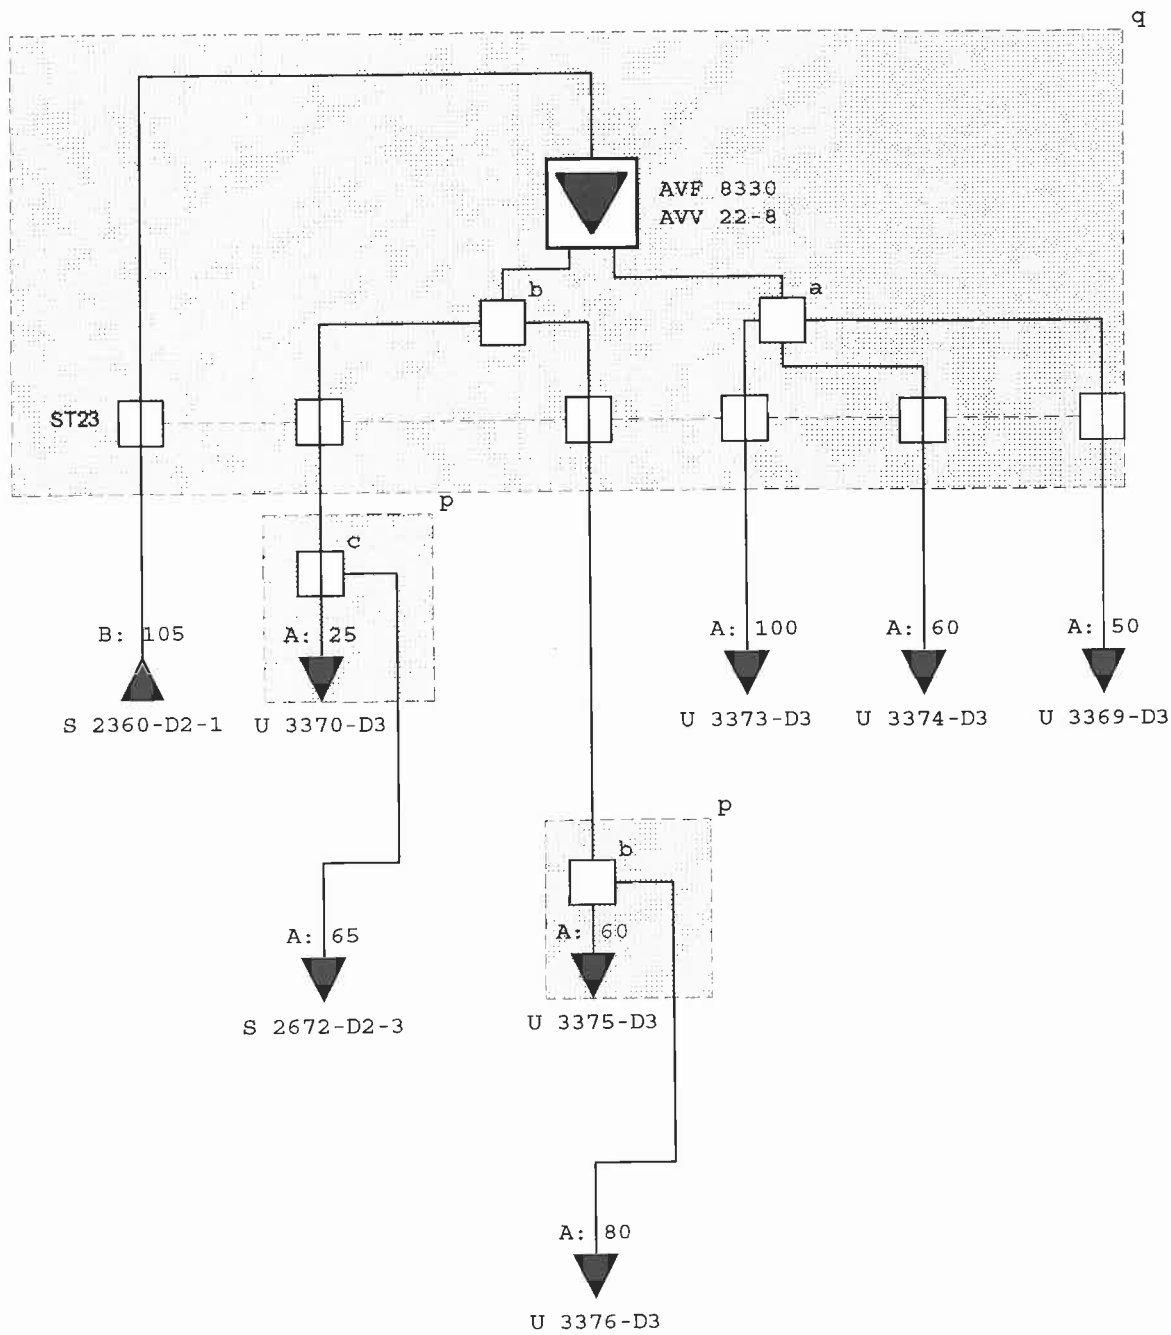 q
AVF 8330
AVV 22-8
b
a
ST23
p
c
B: 105
A: 25
A: 100
A: 60
A: 50
S 2360-D2-1
U 3370-D3
U 3373-D3
U 3374-D3
U 3369-D3
p
b
A: 65
A: 60
S 2672-D2-3
U 3375-D3
A: 80
U 3376-D3